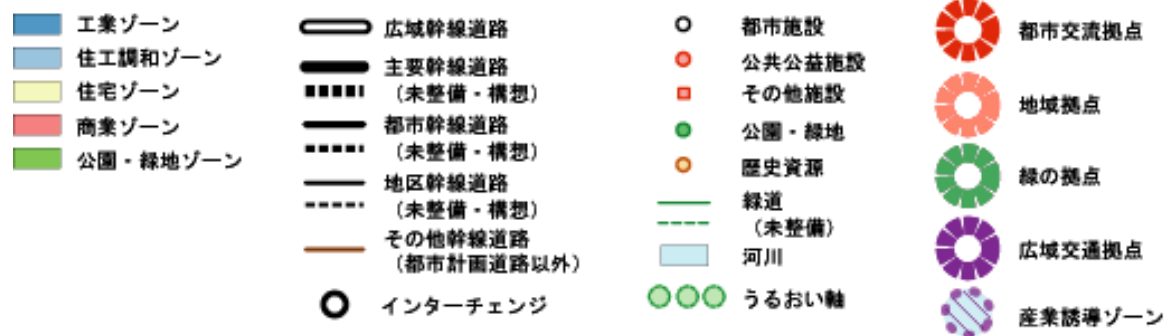 工業ゾーン
住工調和ゾーン
住宅ゾーン
商業ゾーン
公園・緑地ゾーン
広域幹線道路
主要幹線道路
（未整備・構想）
都市幹線道路
（未整備・構想）
地区幹線道路
（未整備・構想）
その他幹線道路
（都市計画道路以外）
インターチェンジ
都市施設
公共公益施設
その他施設
公園・緑地
歴史資源
緑道
（未整備）
河川
うるおい軸
都市交流拠点
地域拠点
緑の拠点
広域交通拠点
産業誘導ゾーン